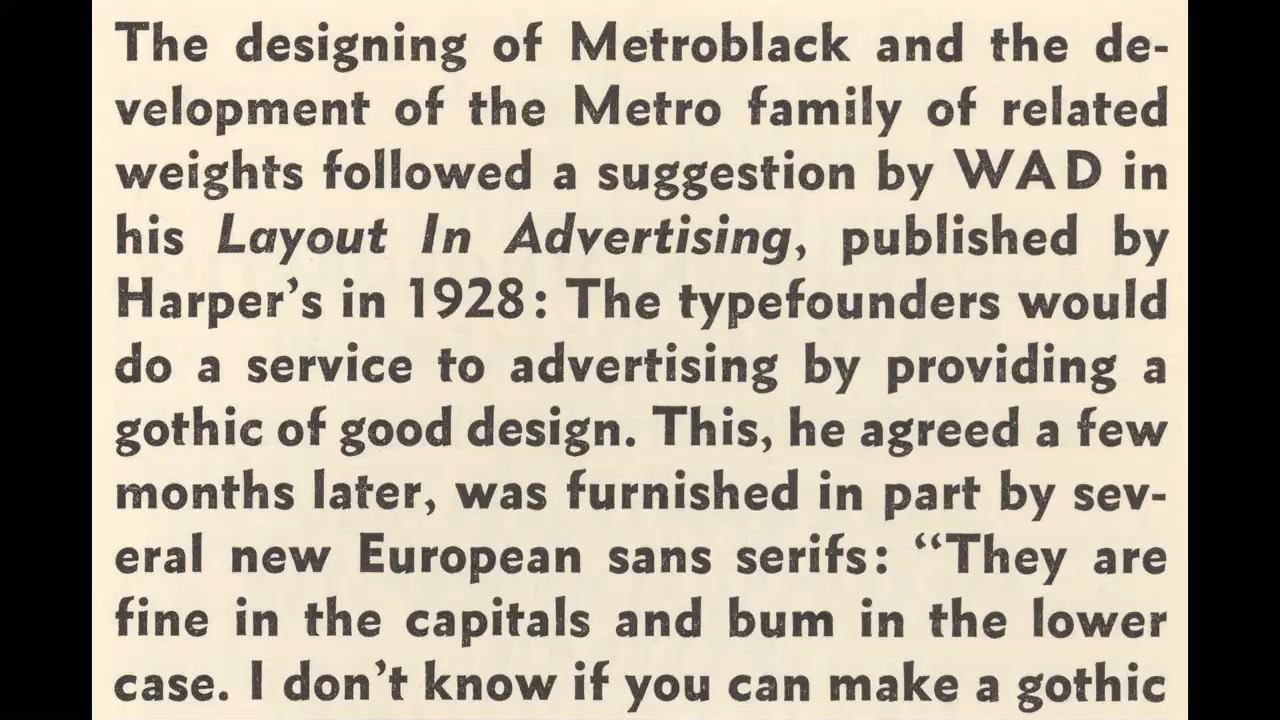 The designing of Metroblack and the de-
velopment of the Metro family of related
weights followed a suggestion by WAD in
his Layout In Advertising, published by
Harper’s in 1928: The typefounders would
do a service to advertising by providing a
gothic of good design. This, he agreed a few
months later, was furnished in part by sev-
eral new European sans serifs: “They are
fine in the capitals and bum in the lower
case. I don’t know if you can make a gothic